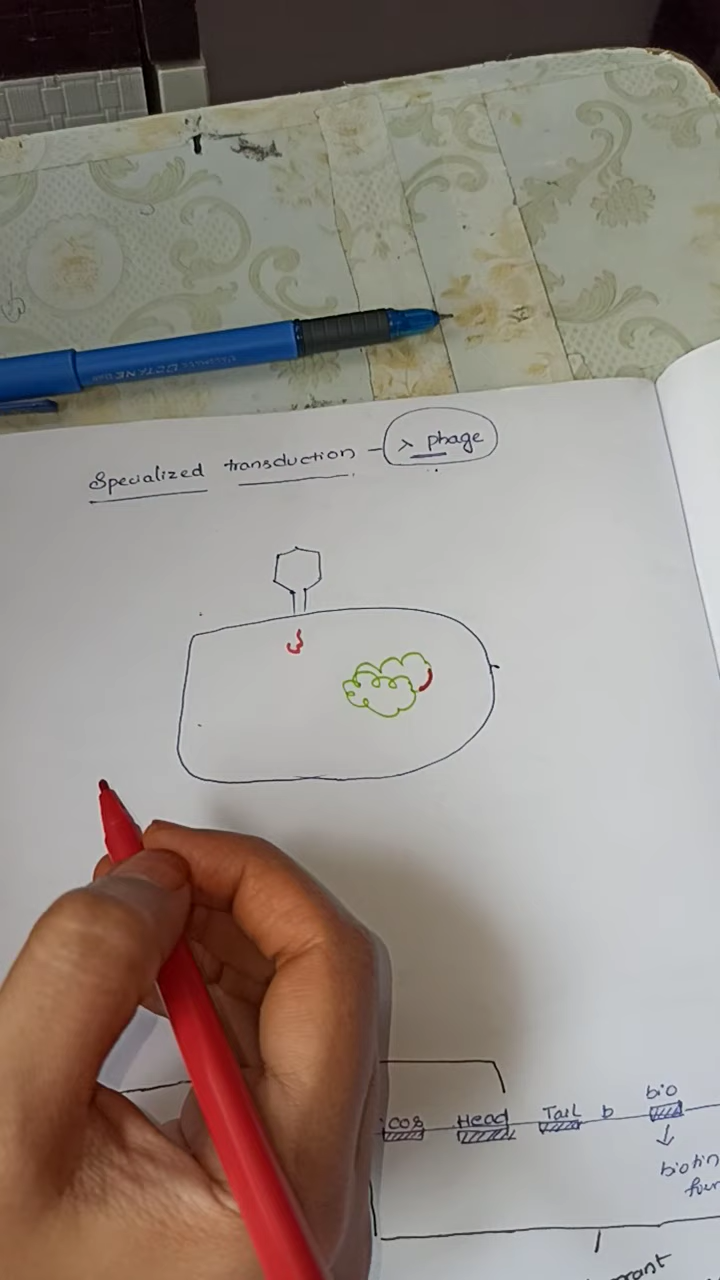 Specialized transduction - λ phage
cos Head Tail b bio
↓
biotin